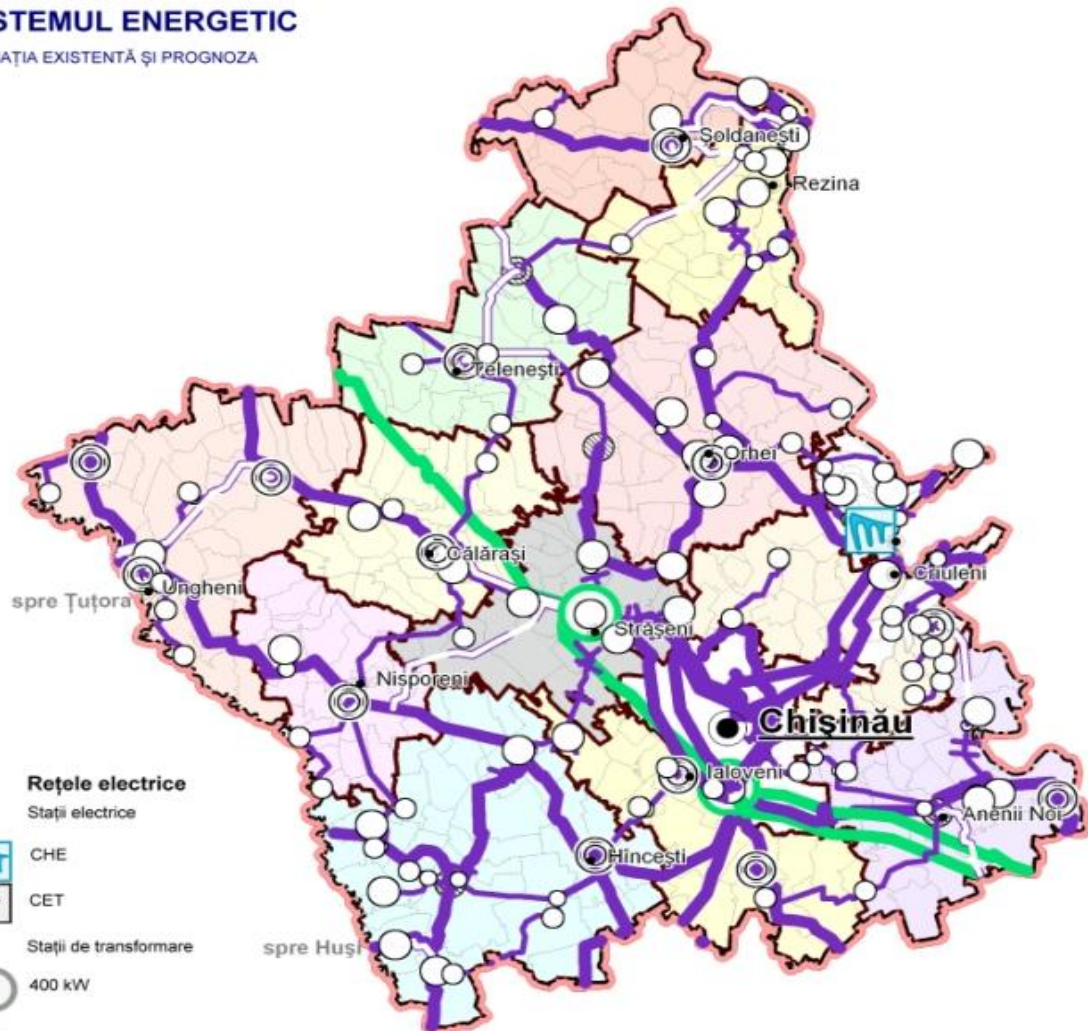 STEMUL ENERGETIC
AȚIA EXISTENTĂ ȘI PROGNOZA
Șoldanești
Rezina
Telenești
Orhei
Călărași
Criuleni
Ungheni
spre Țuțora
Strășeni
Nisporeni
Chișinău
Ialoveni
Anenii Noi
Hîncești
spre Huși
Rețele electrice
Stații electrice
CHE
CET
Stații de transformare
400 kW